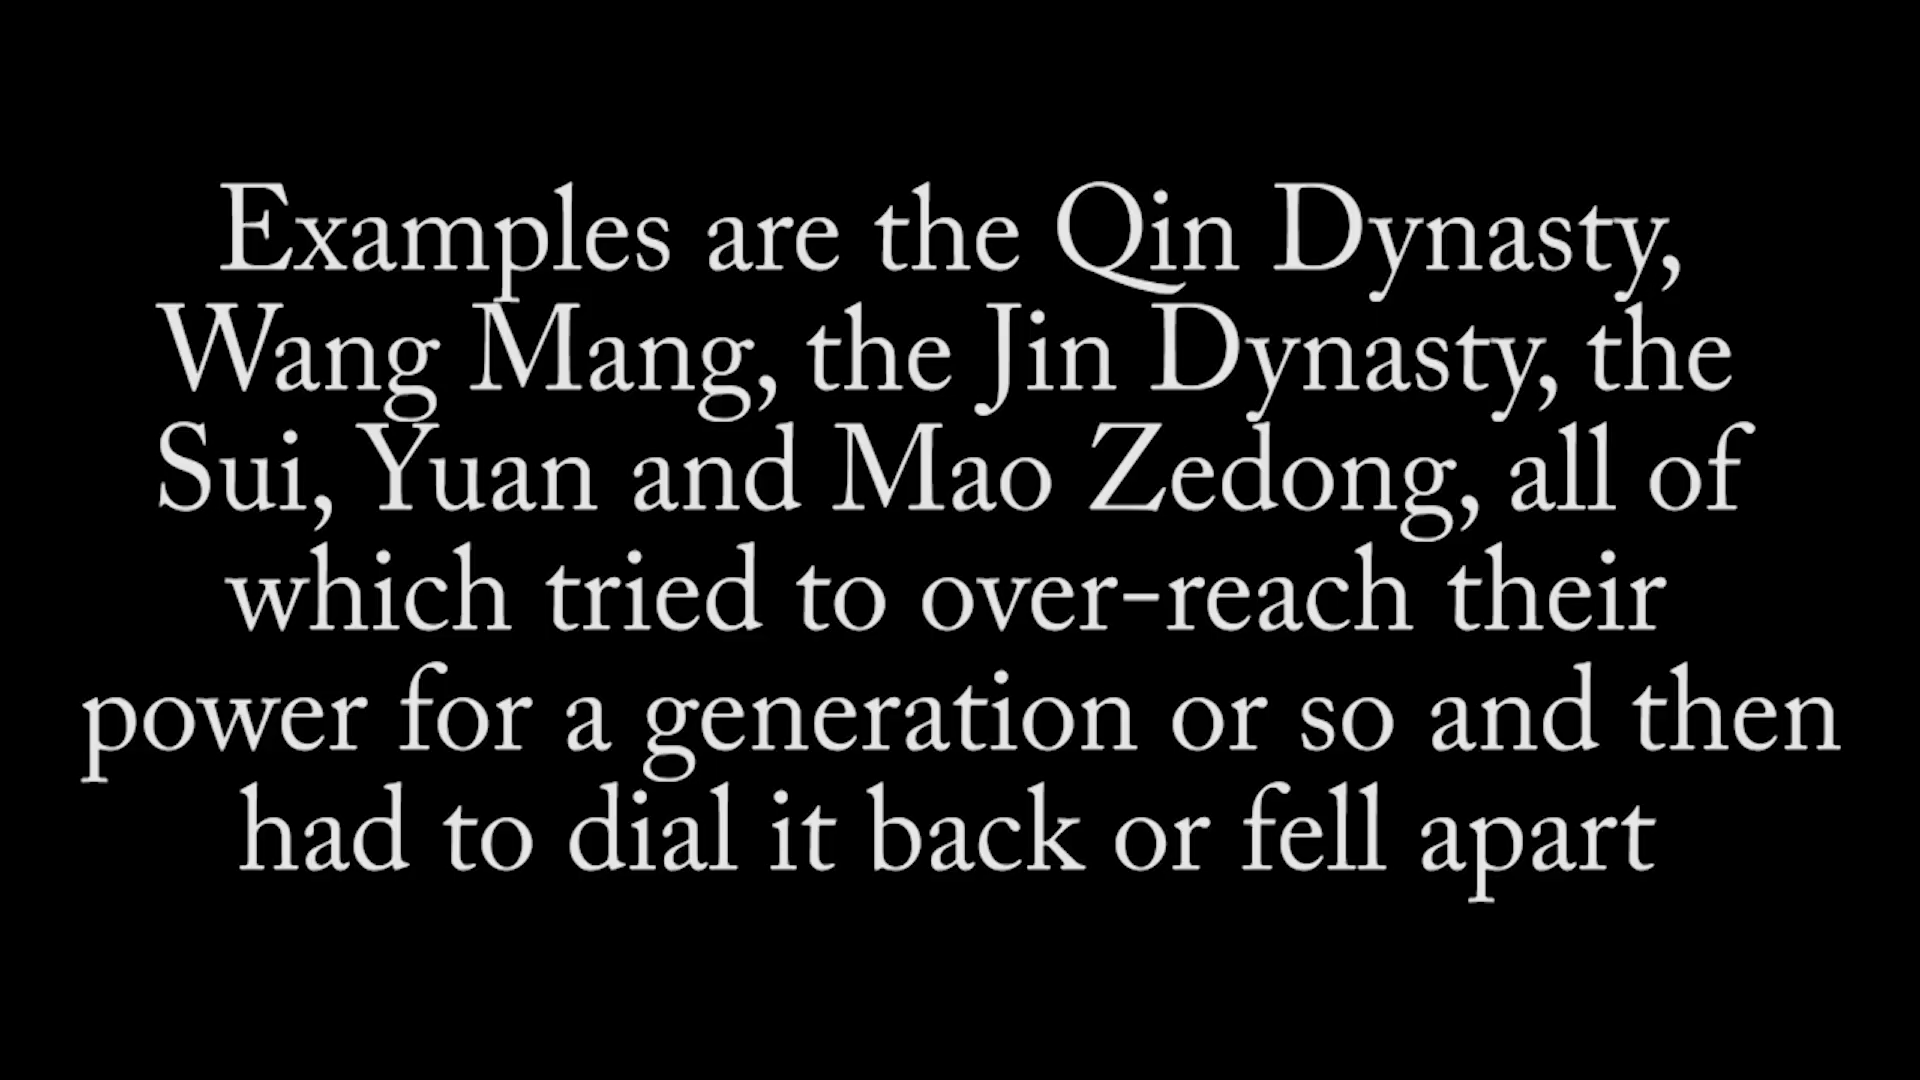 Examples are the Qin Dynasty,
Wang Mang, the Jin Dynasty, the
Sui, Yuan and Mao Zedong, all of
which tried to over-reach their
power for a generation or so and then
had to dial it back or fell apart